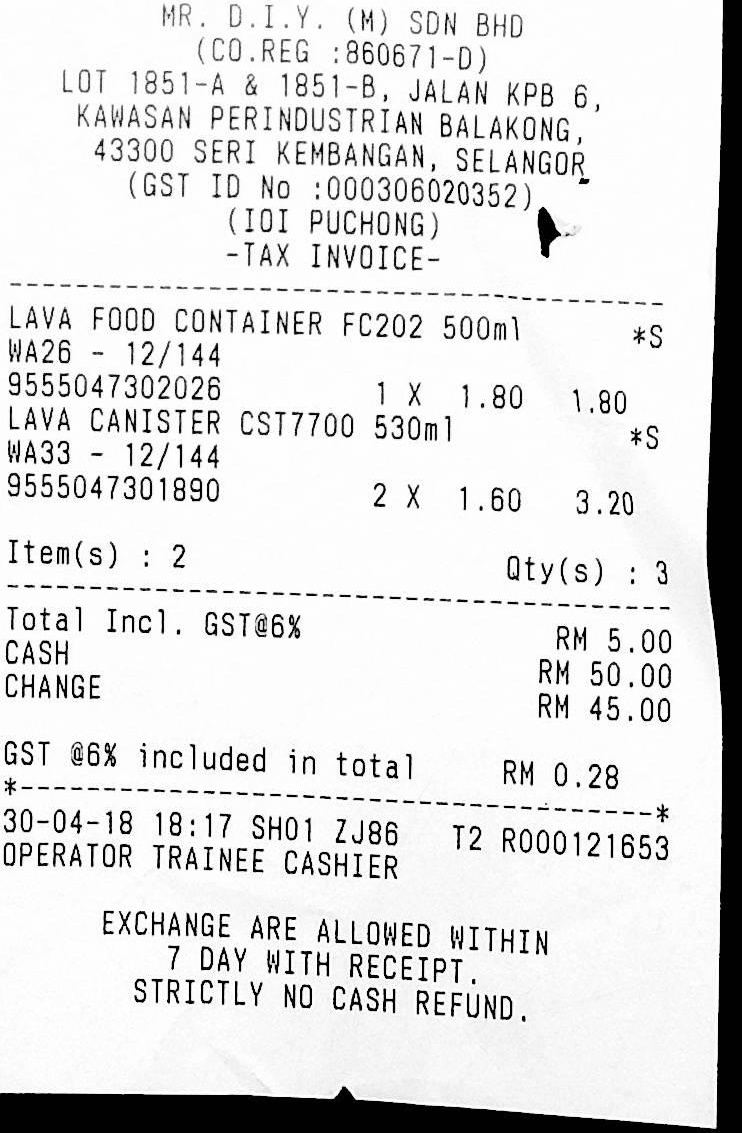 MR. D.I.Y. (M) SDN BHD
(CO.REG :860671-D)
LOT 1851-A & 1851-B, JALAN KPB 6,
KAWASAN PERINDUSTRIAN BALAKONG,
43300 SERI KEMBANGAN, SELANGOR
(GST ID No :000306020352)
(IOI PUCHONG)
-TAX INVOICE-
LAVA FOOD CONTAINER FC202 500ml *S
WA26 - 12/144
9555047302026 1 X 1.80 1.80
LAVA CANISTER CST7700 530ml *S
WA33 - 12/144
9555047301890 2 X 1.60 3.20
Item(s) : 2 Qty(s) : 3
Total Incl. GST@6% RM 5.00
CASH RM 50.00
CHANGE RM 45.00
GST @6% included in total RM 0.28
*--------------------------------------*
30-04-18 18:17 SH01 ZJ86 T2 R000121653
OPERATOR TRAINEE CASHIER
EXCHANGE ARE ALLOWED WITHIN
7 DAY WITH RECEIPT.
STRICTLY NO CASH REFUND.